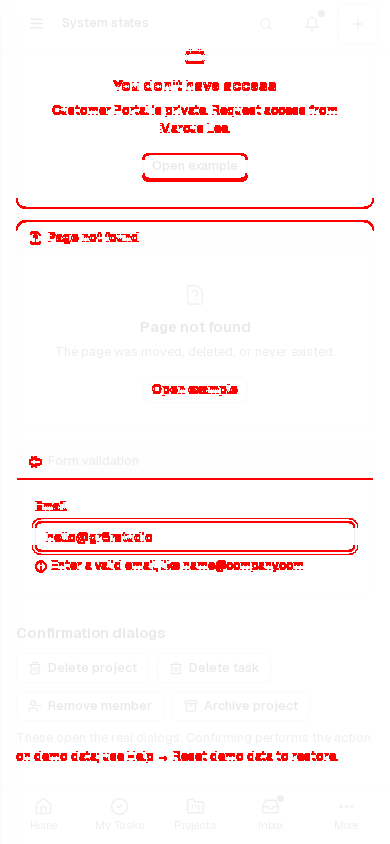 System states
You don't have access
Customer Portal is private. Request access from
Marcus Lee.
Open example
Page not found
Page not found
The page was moved, deleted, or never existed.
Open example
Form validation
Email
Enter a valid email, like name@company.com
Confirmation dialogs
Delete project
Delete task
Remove member
Archive project
These open the real dialogs. Confirming performs the action
on demo data; use Help → Reset demo data to restore.
Home
My Tasks
Projects
Inbox
More